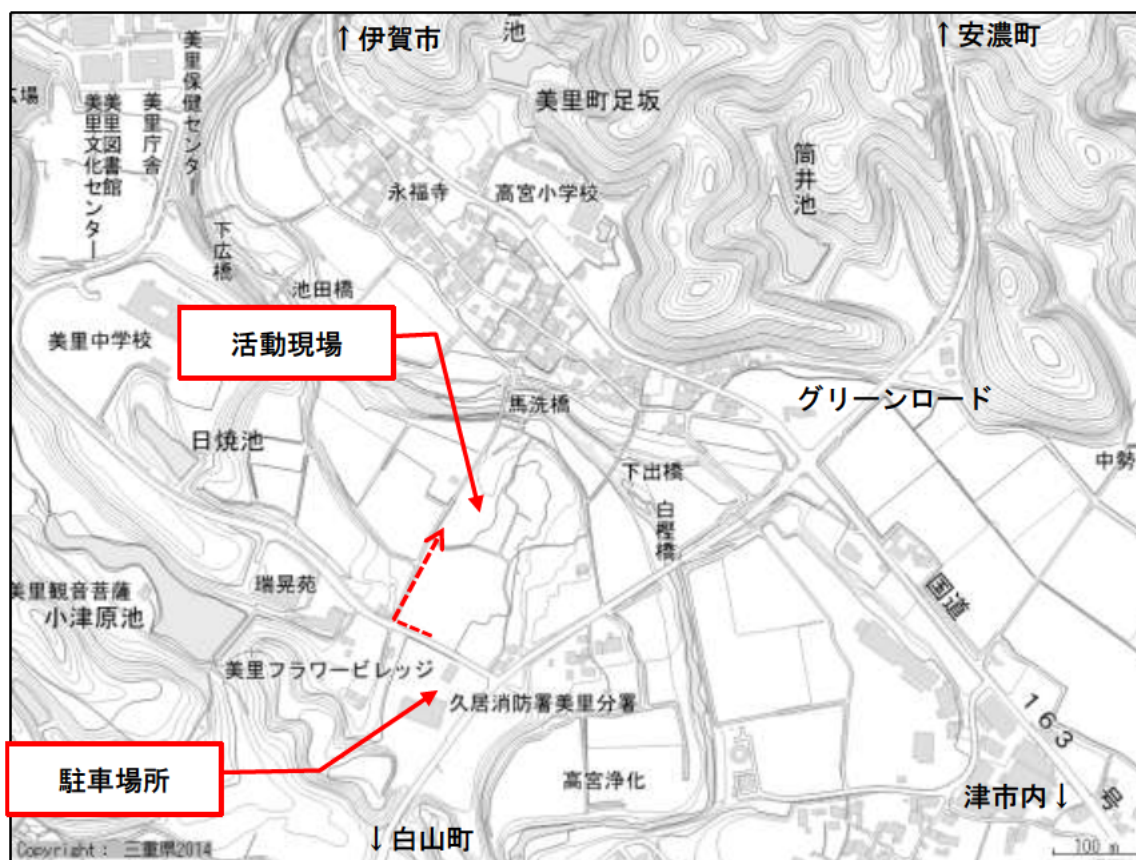 ↑伊賀市
池
↑安濃町
美里保健センター
美里庁舎
美里図書館
美里文化センター
広場
美里町足坂
筒井池
永福寺
高宮小学校
下広橋
池田橋
活動現場
美里中学校
馬洗橋
グリーンロード
日焼池
下出橋
中勢
白樫橋
瑞晃苑
美里観音菩薩
小津原池
国道
163
号
美里フラワービレッジ
久居消防署美里分署
駐車場所
高宮浄化
津市内↓
↓白山町
Copyright : 三重県2014
100 m